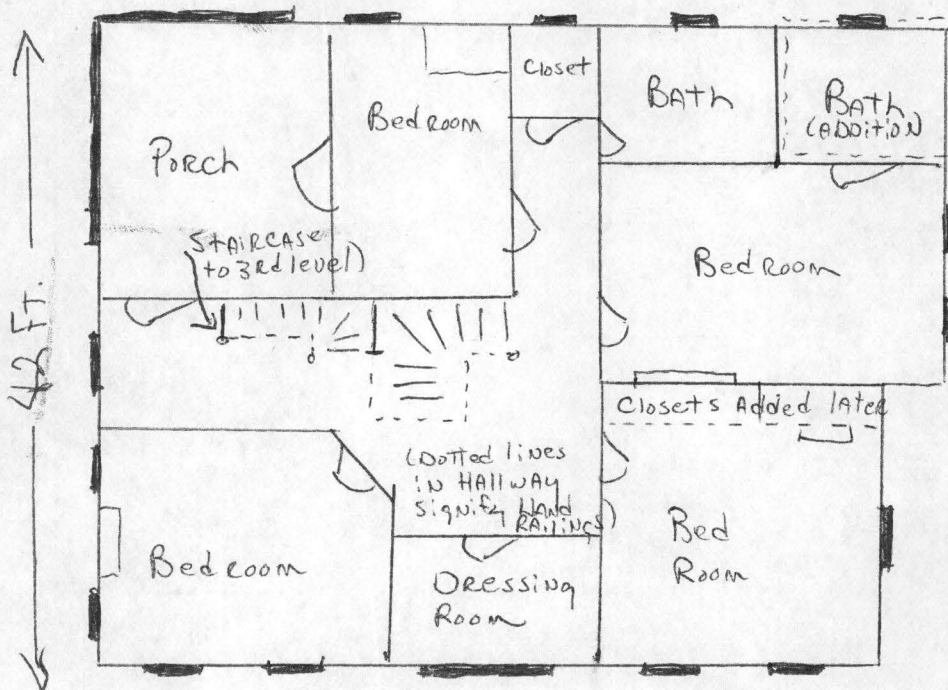 Closet
Bath
Bath
(Addition)
Bedroom
Porch
Staircase
to 3rd level)
Bedroom
42 Ft.
Closets Added later
(Dotted lines
in Hallway
Signify Hand
Railings)
Bed
Room
Bedroom
Dressing
Room